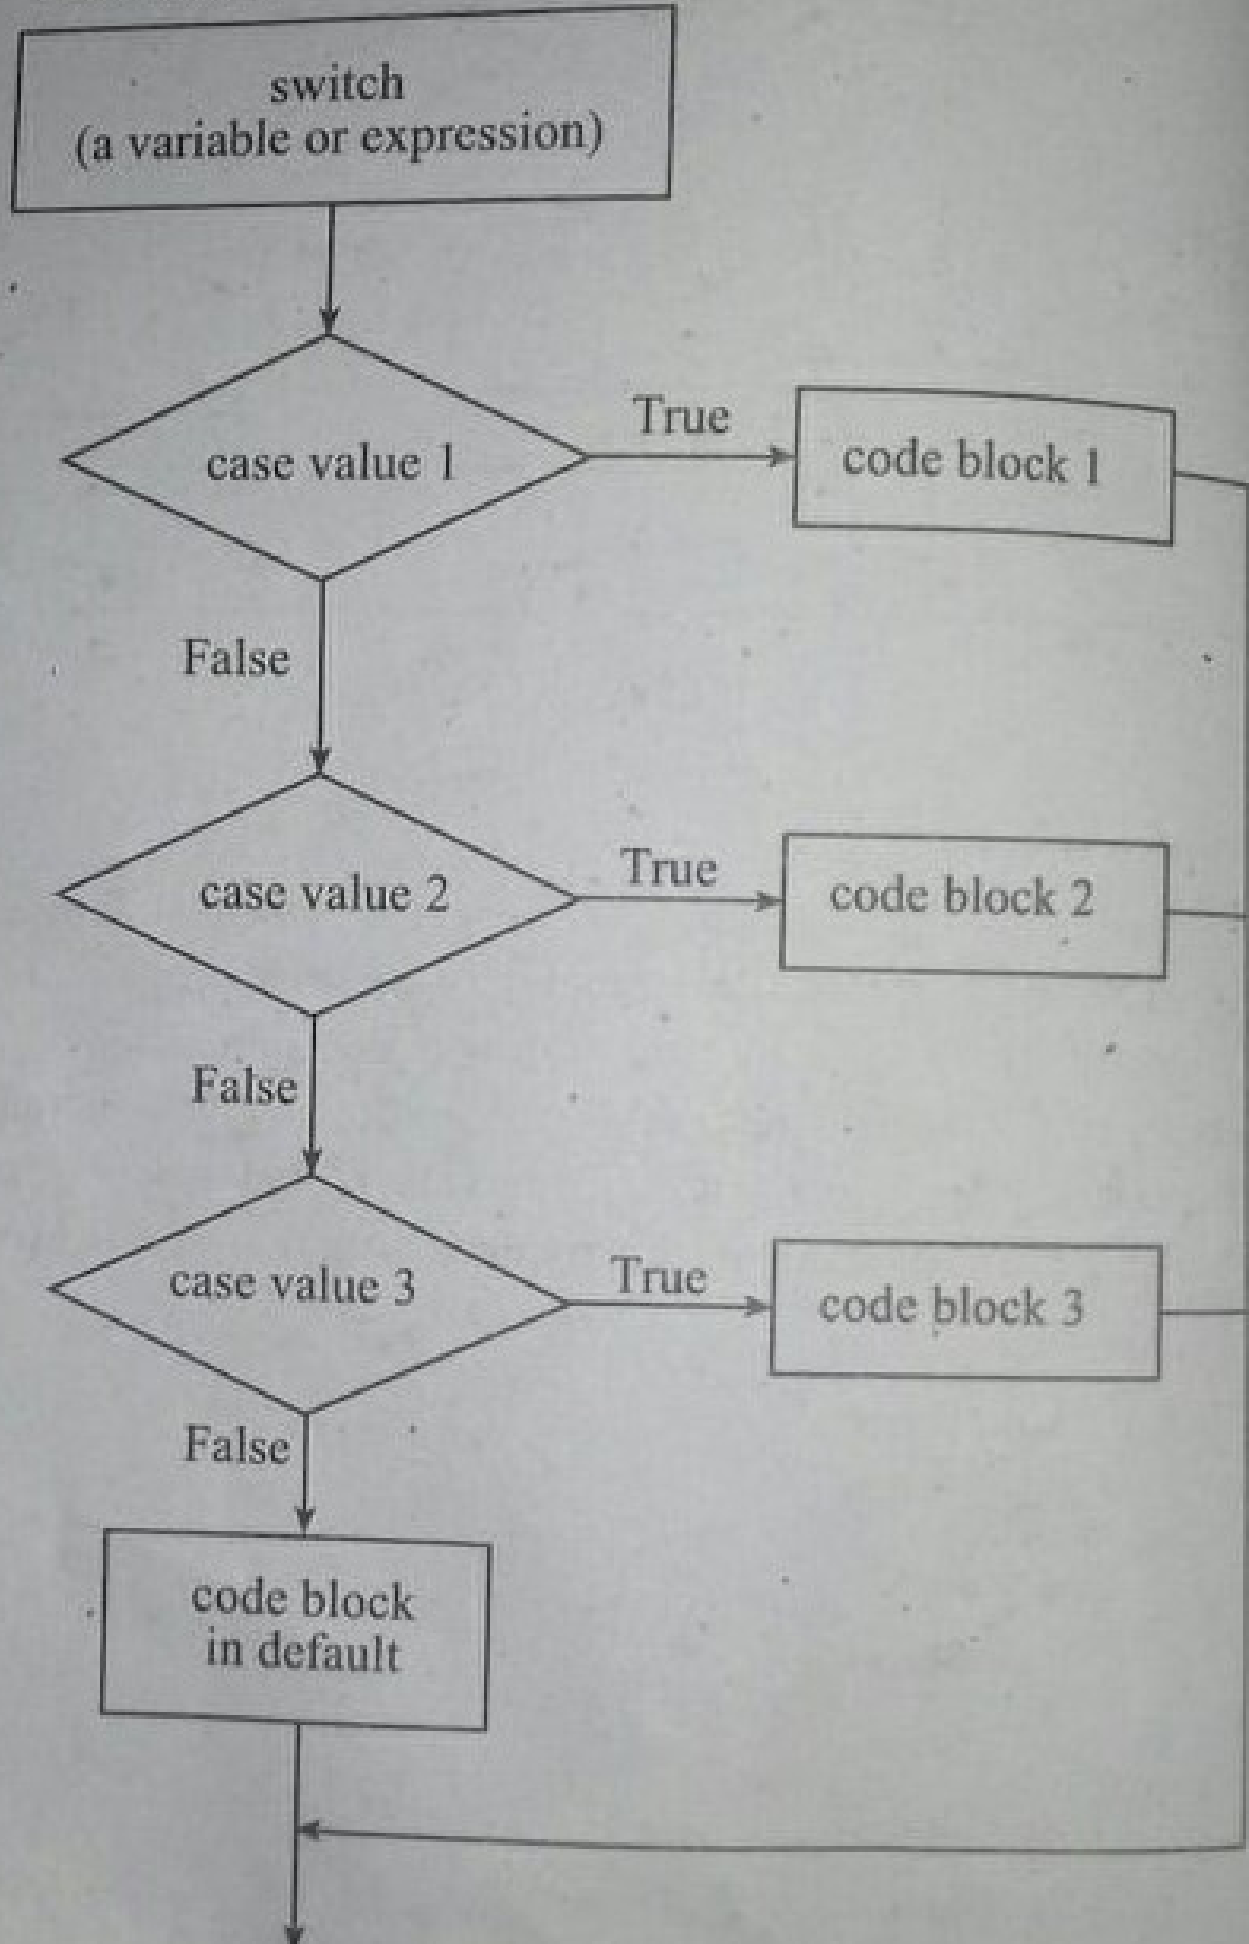 switch
(a variable or expression)
case value 1
True
code block 1
False
case value 2
True
code block 2
False
case value 3
True
code block 3
False
code block
in default